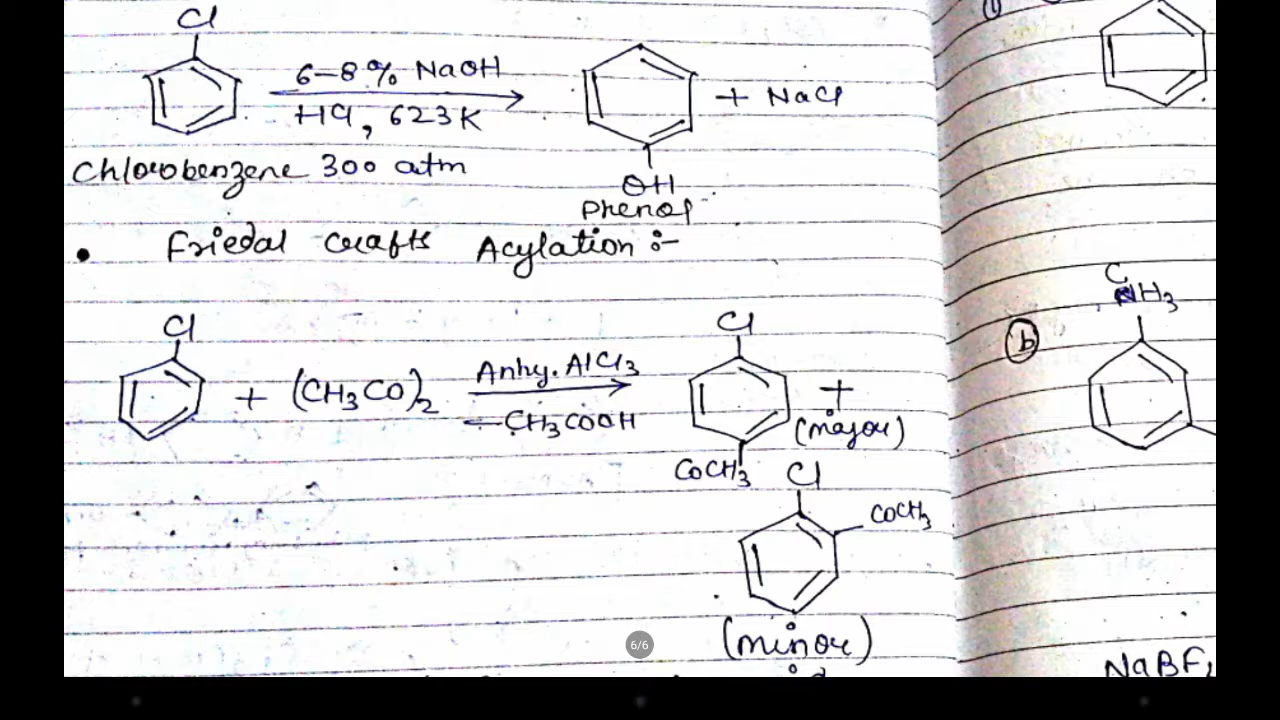 Cl
6-8% NaOH
HCl, 623K
+ NaCl
Chlorobenzene 300 atm
OH
Phenol
• Friedal crafts Acylation :-
Cl
+ (CH3CO)2
Anhy. AlCl3
-CH3COOH
Cl
+
(major)
COCH3
Cl
COCH3
(minor)
6/6
(b)
CH3
NaBF